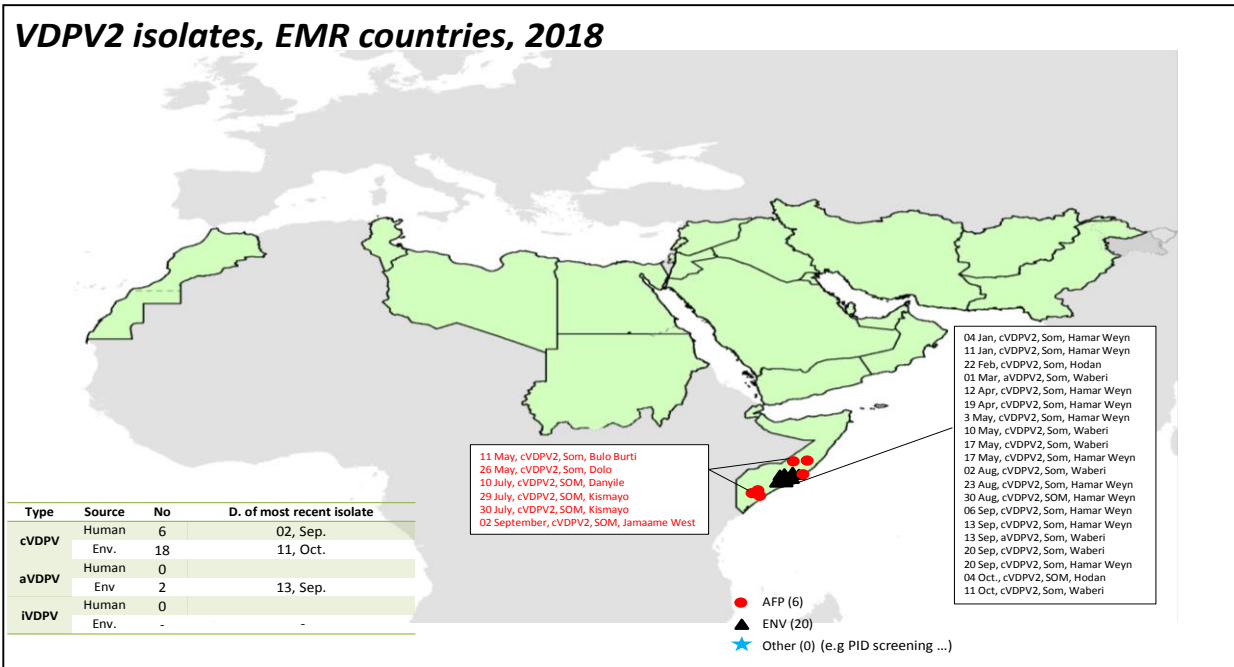 VDPV2 isolates, EMR countries, 2018
04 Jan, cVDPV2, Som, Hamar Weyn
11 Jan, cVDPV2, Som, Hamar Weyn
22 Feb, cVDPV2, Som, Hodan
01 Mar, aVDPV2, Som, Waberi
12 Apr, cVDPV2, Som, Hamar Weyn
19 Apr, cVDPV2, Som, Hamar Weyn
3 May, cVDPV2, Som, Hamar Weyn
10 May, cVDPV2, Som, Waberi
17 May, cVDPV2, Som, Waberi
17 May, cVDPV2, Som, Hamar Weyn
02 Aug, cVDPV2, Som, Waberi
23 Aug, cVDPV2, Som, Hamar Weyn
30 Aug, cVDPV2, SOM, Hamar Weyn
06 Sep, cVDPV2, Som, Hamar Weyn
13 Sep, cVDPV2, Som, Hamar Weyn
13 Sep, aVDPV2, Som, Waberi
20 Sep, cVDPV2, Som, Waberi
20 Sep, cVDPV2, Som, Hamar Weyn
04 Oct., cVDPV2, SOM, Hodan
11 Oct, cVDPV2, Som, Waberi
11 May, cVDPV2, Som, Bulo Burti
26 May, cVDPV2, Som, Dolo
10 July, cVDPV2, SOM, Danyile
29 July, cVDPV2, SOM, Kismayo
30 July, cVDPV2, SOM, Kismayo
02 September, cVDPV2, SOM, Jamaame West
Type Source No D. of most recent isolate
cVDPV Human 6 02, Sep.
Env. 18 11, Oct.
aVDPV Human 0
Env 2 13, Sep.
iVDPV Human 0
Env. - -
AFP (6)
ENV (20)
Other (0) (e.g PID screening ...)